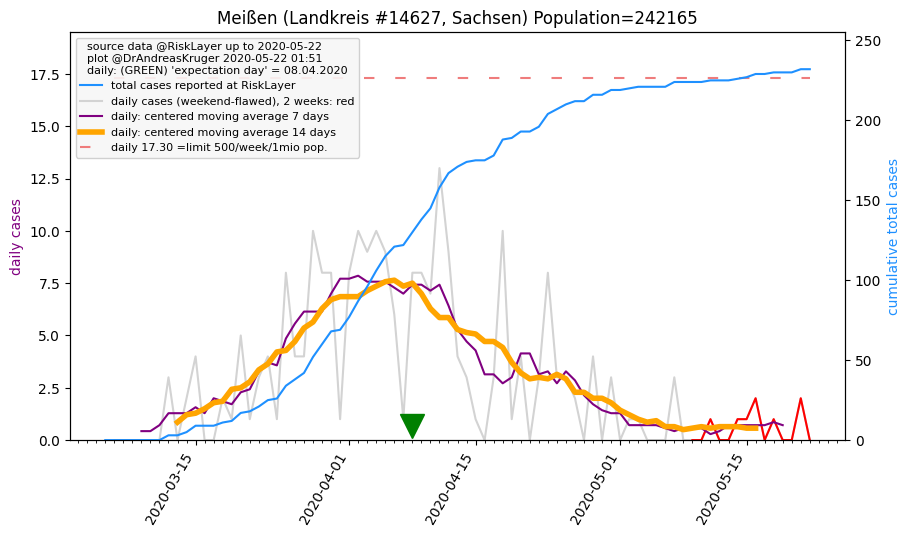 Meißen (Landkreis #14627, Sachsen) Population=242165
source data @RiskLayer up to 2020-05-22
plot @DrAndreasKruger 2020-05-22 01:51
daily: (GREEN) 'expectation day' = 08.04.2020
total cases reported at RiskLayer
daily cases (weekend-flawed), 2 weeks: red
daily: centered moving average 7 days
daily: centered moving average 14 days
daily 17.30 =limit 500/week/1mio pop.
daily cases
17.5
15.0
12.5
10.0
7.5
5.0
2.5
0.0
250
200
150
100
50
0
cumulative total cases
2020-03-15
2020-04-01
2020-04-15
2020-05-01
2020-05-15